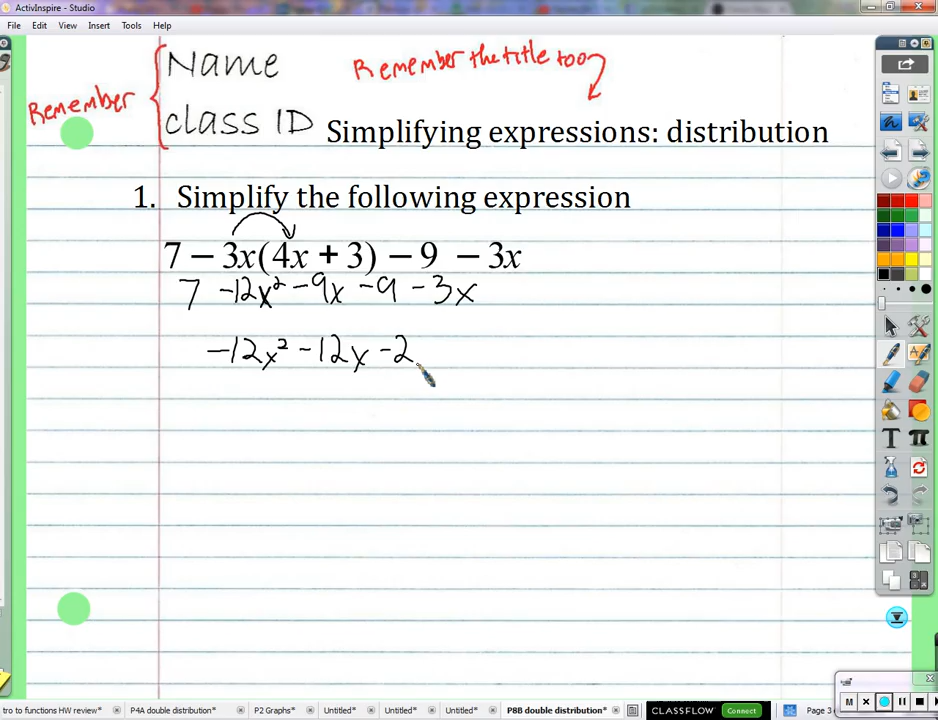 ActivInspire - Studio
File Edit View Insert Tools Help
Name
Remember the title too
Remember
class ID
Simplifying expressions: distribution
1. Simplify the following expression
7 − 3x(4x + 3) − 9 − 3x
7 -12x² -9x -9 -3x
-12x² -12x -2
tro to functions HW review* P4A double distribution* P2 Graphs* Untitled* Untitled* Untitled* P8B double distribution* CLASSFLOW Connect Page 3
M